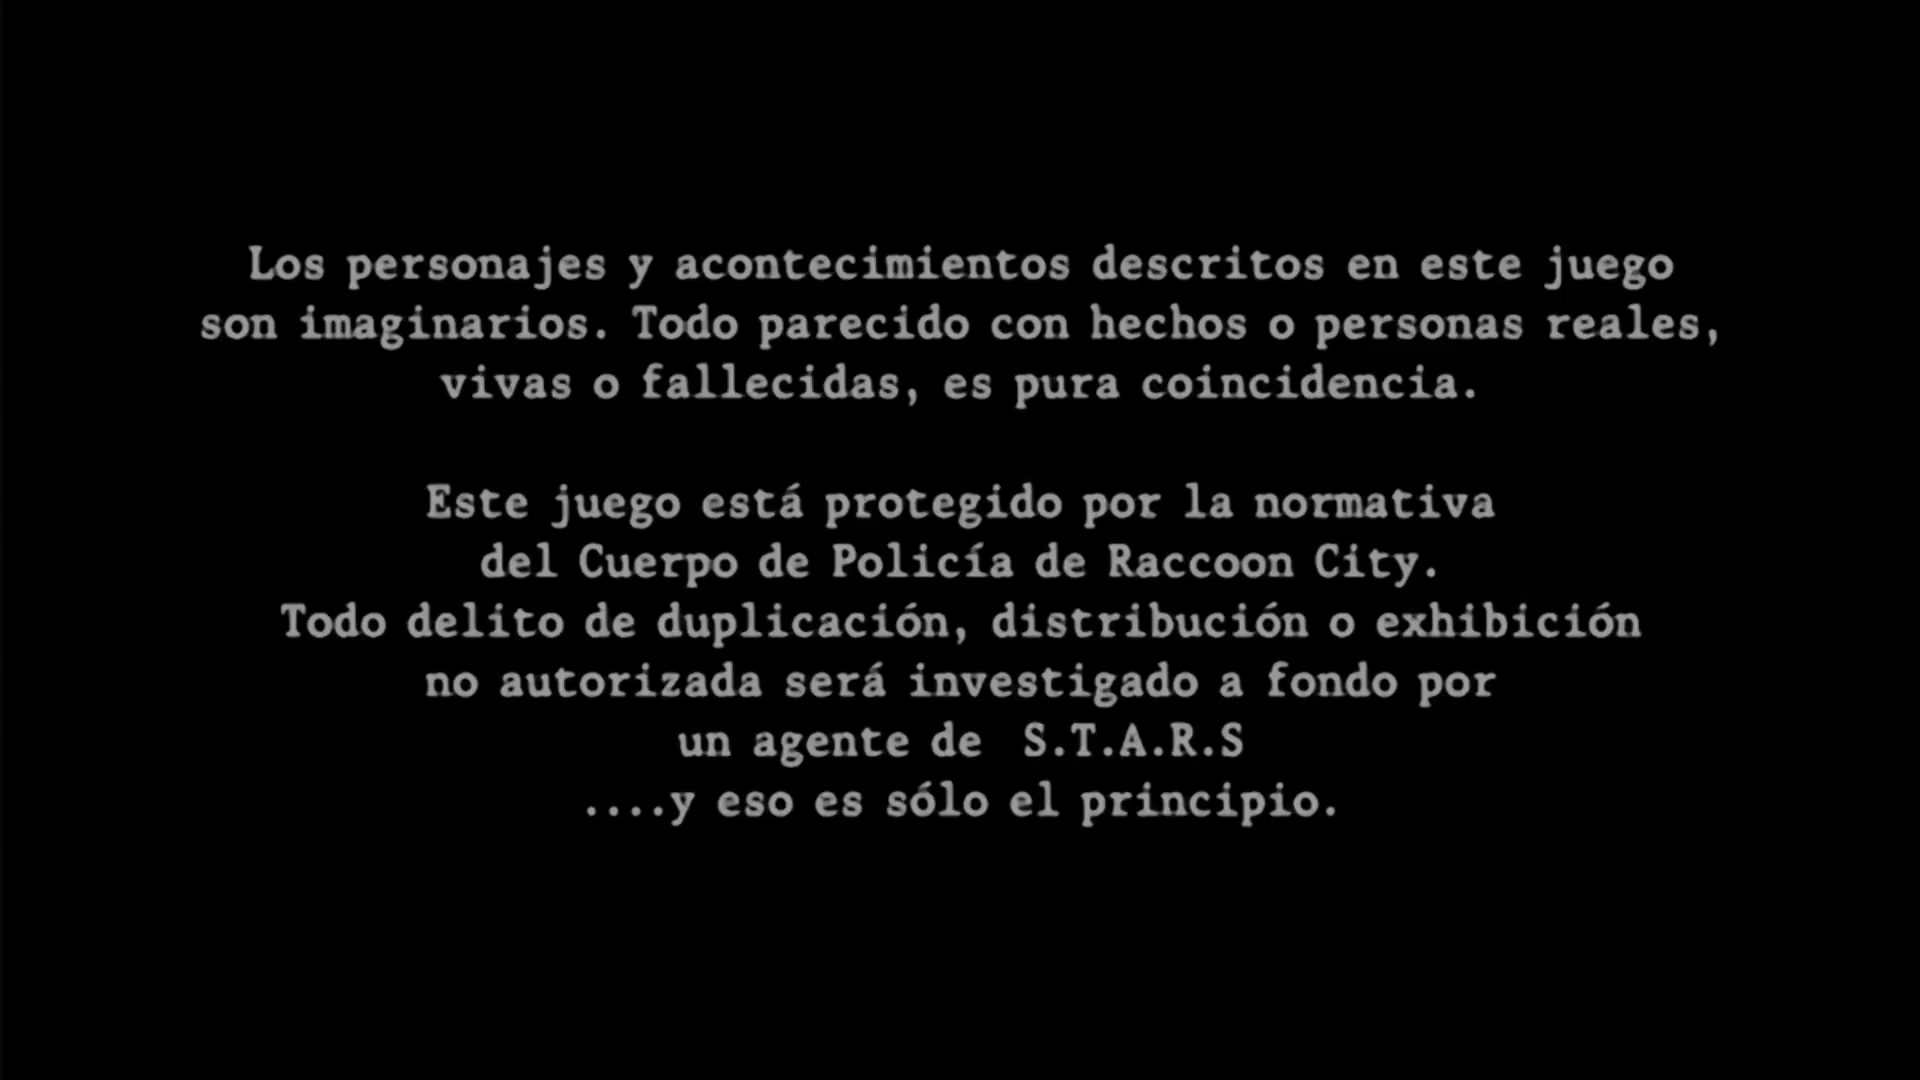 Los personajes y acontecimientos descritos en este juego
son imaginarios. Todo parecido con hechos o personas reales,
vivas o fallecidas, es pura coincidencia.
Este juego está protegido por la normativa
del Cuerpo de Policía de Raccoon City.
Todo delito de duplicación, distribución o exhibición
no autorizada será investigado a fondo por
un agente de  S.T.A.R.S
....y eso es sólo el principio.